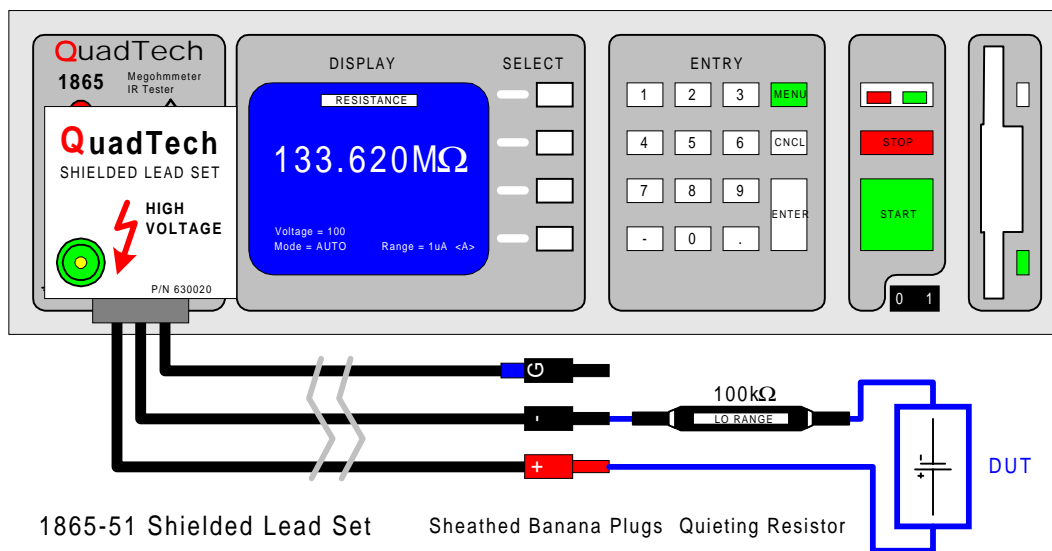 QuadTech
1865 Megohmmeter
IR Tester
QuadTech
SHIELDED LEAD SET
HIGH
VOLTAGE
P/N 630020
DISPLAY
SELECT
RESISTANCE
133.620MΩ
Voltage = 100
Mode = AUTO Range = 1uA <A>
ENTRY
1 2 3 MENU
4 5 6 CNCL
7 8 9
ENTER
- 0 .
STOP
START
0 1
G
-
+
100kΩ
LO RANGE
- +
DUT
1865-51 Shielded Lead Set
Sheathed Banana Plugs Quieting Resistor